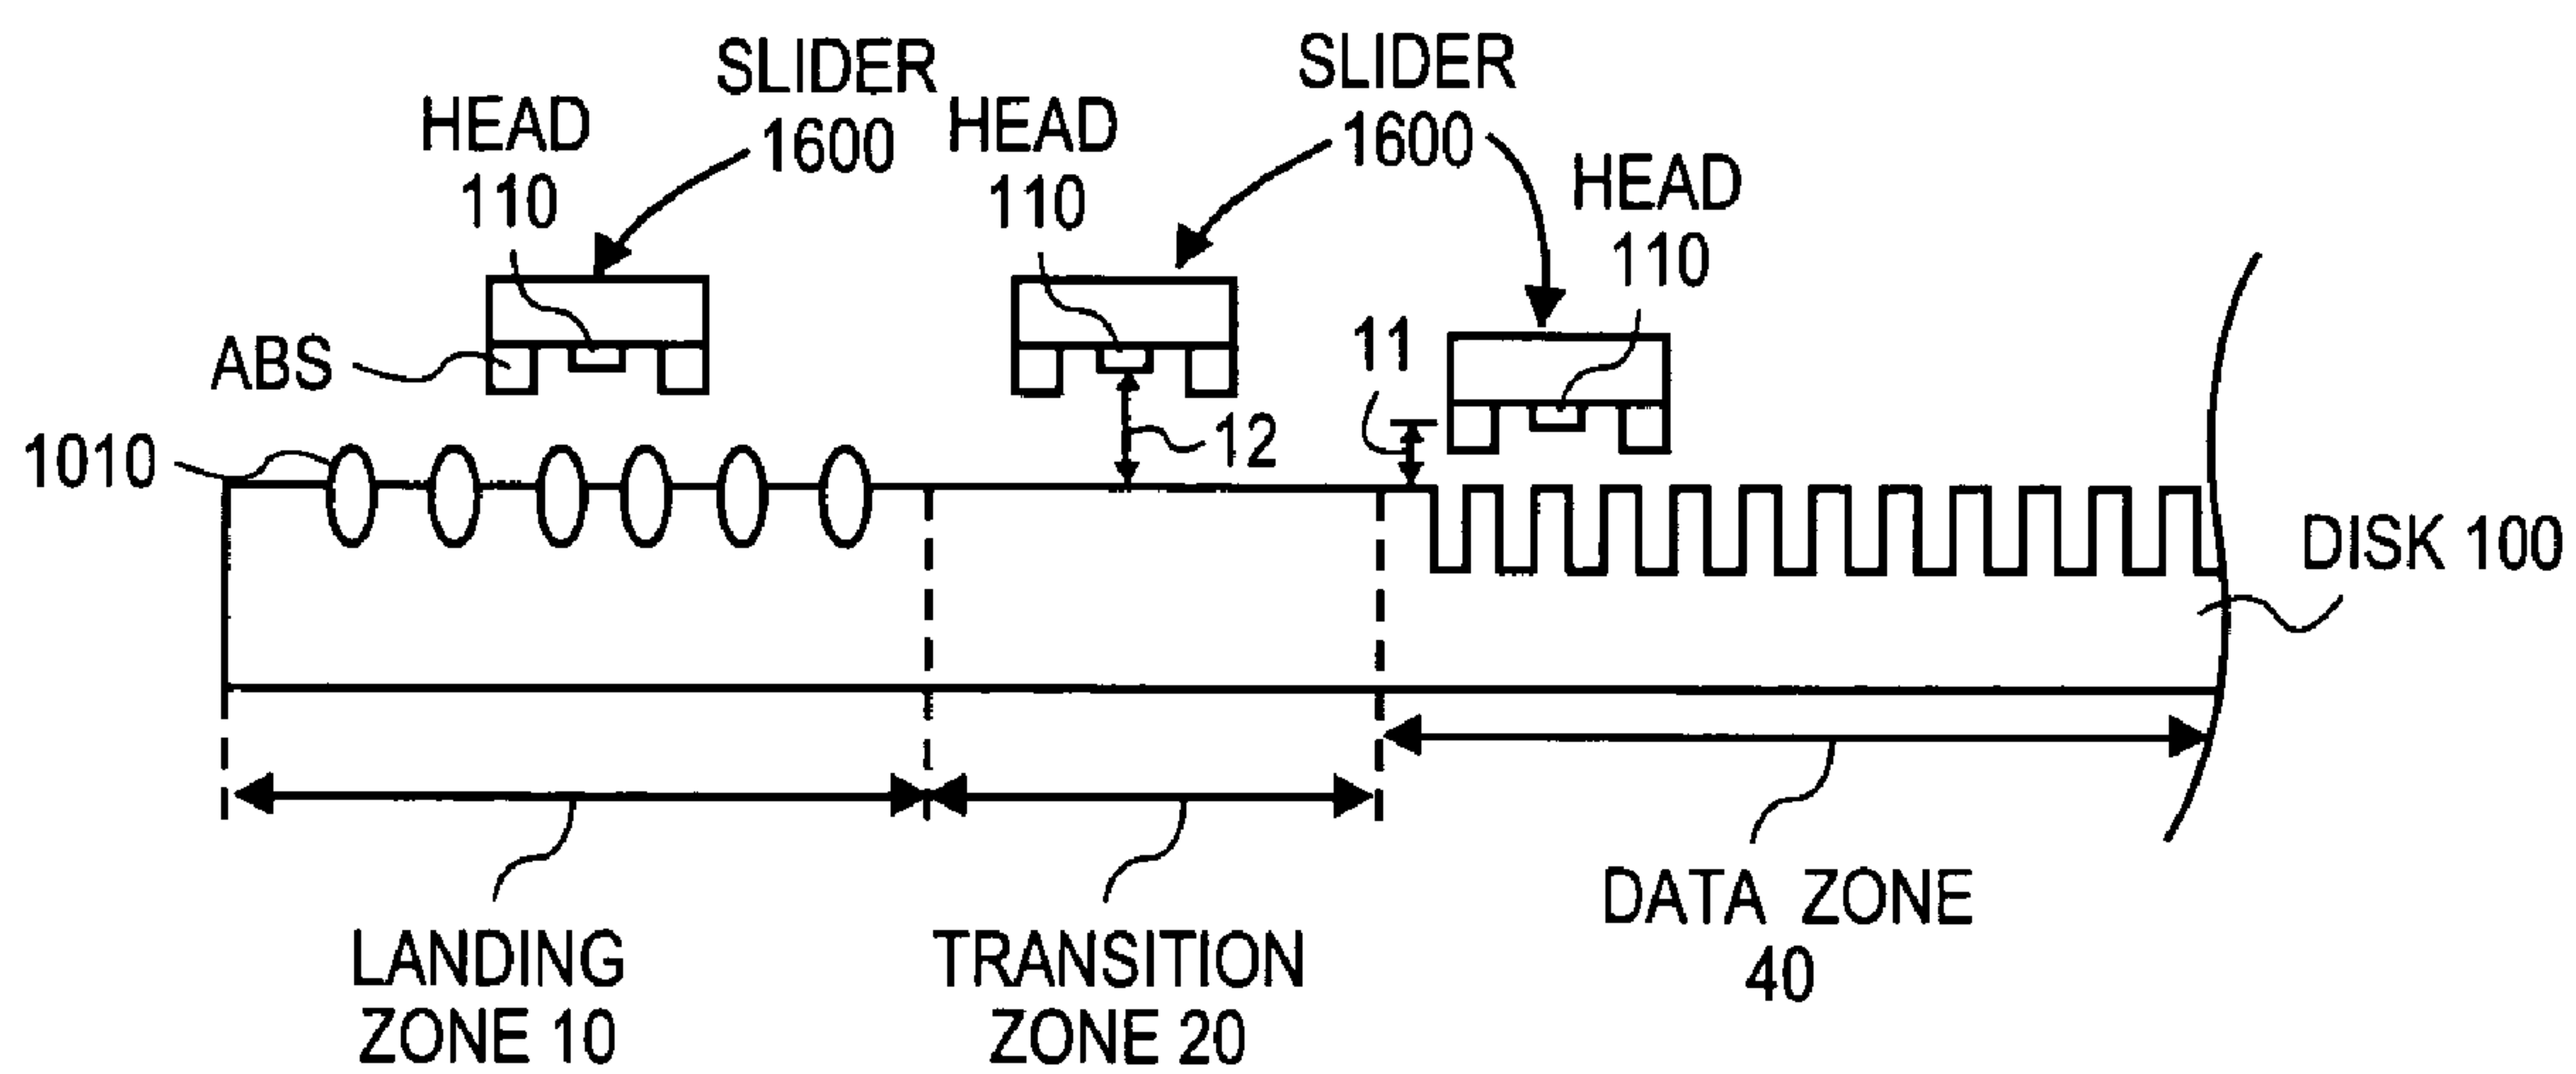 SLIDER
1600
HEAD
110
HEAD
110
SLIDER
1600
HEAD
110
ABS
1010
12
11
DISK 100
LANDING
ZONE 10
TRANSITION
ZONE 20
DATA ZONE
40